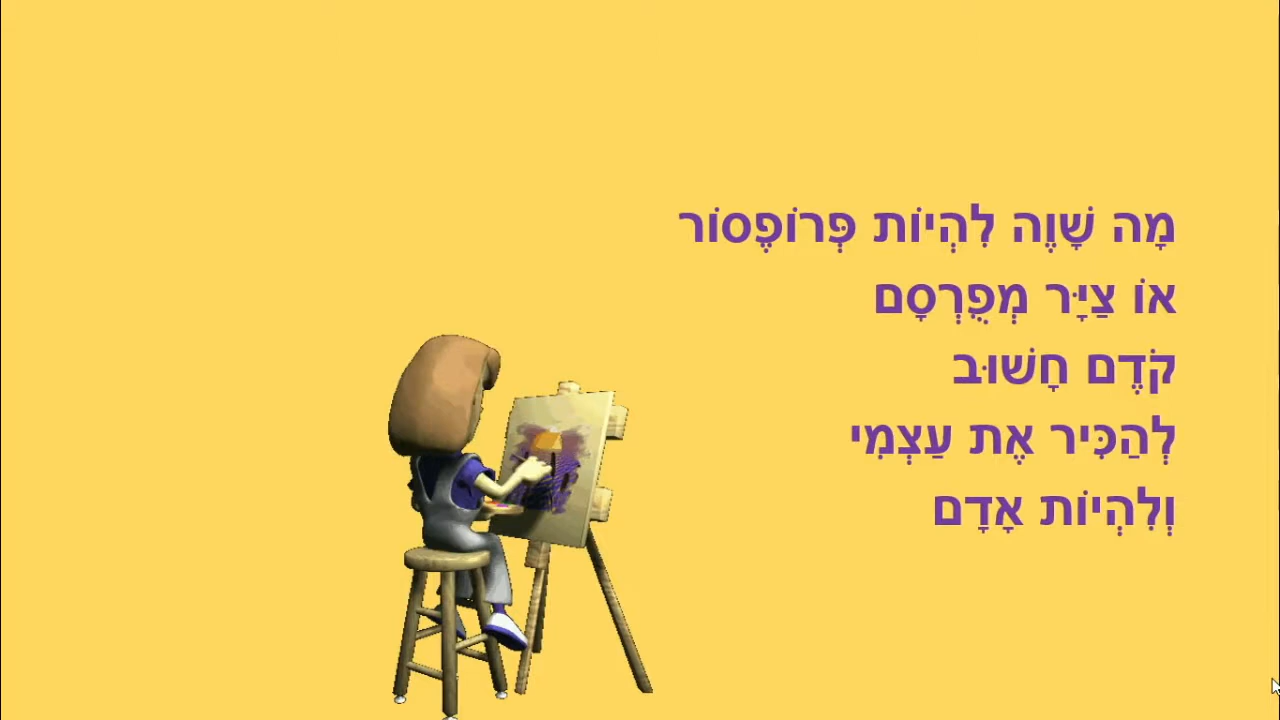 מָה שָּׁוֶה לִהְיוֹת פְּרוֹפֶסוֹר
אוֹ צַיָּר מְפֻרְסָם
קֹדֶם חָשׁוּב
לְהַכִּיר אֶת עַצְמִי
וְלִהְיוֹת אָדָם